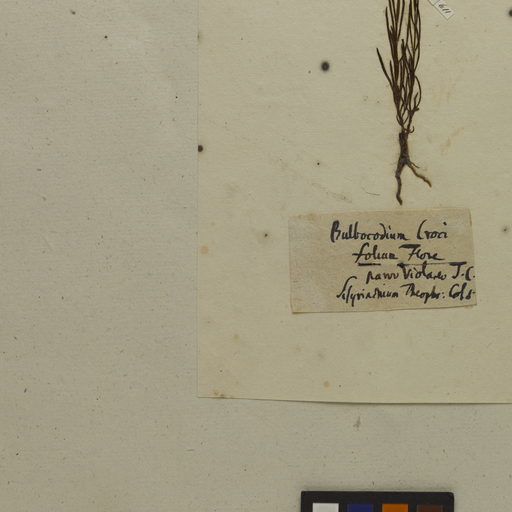 Bulbocodium Croci
folium Flore
parvo Violaceo J.C.
Sisyrinchium Theophr: Col: